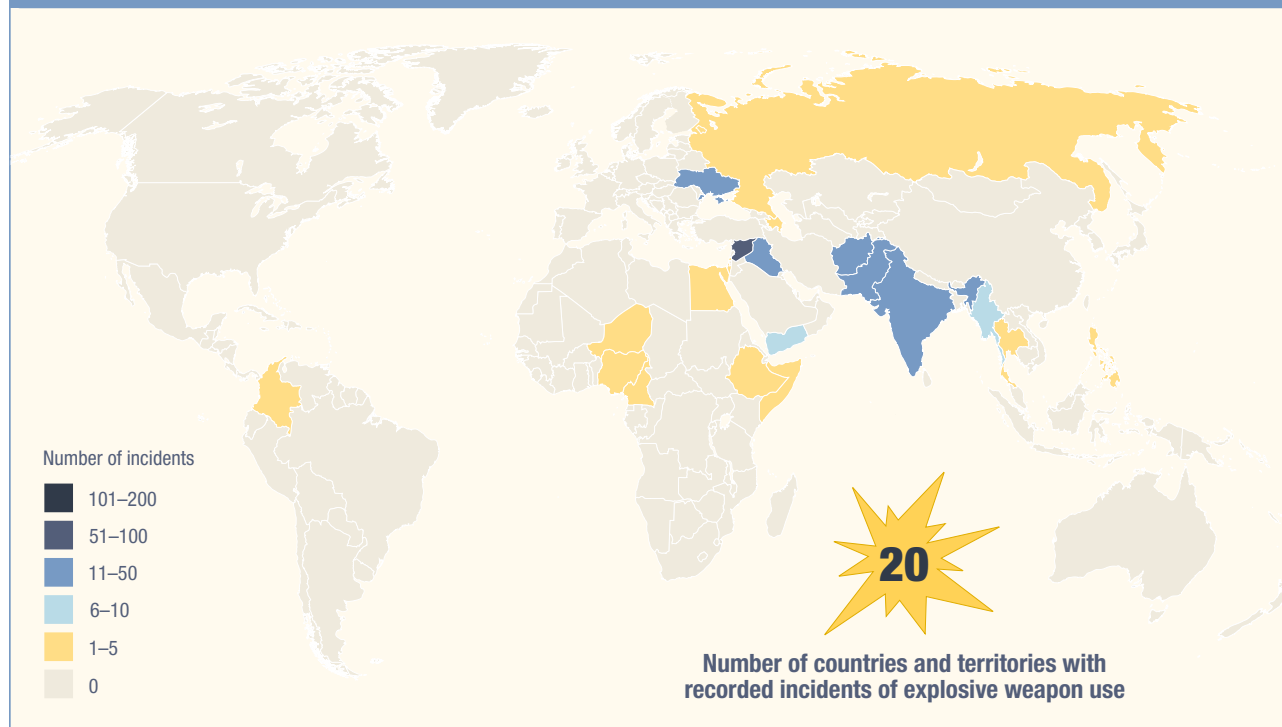 Number of incidents
101–200
51–100
11–50
6–10
1–5
0
20
Number of countries and territories with
recorded incidents of explosive weapon use